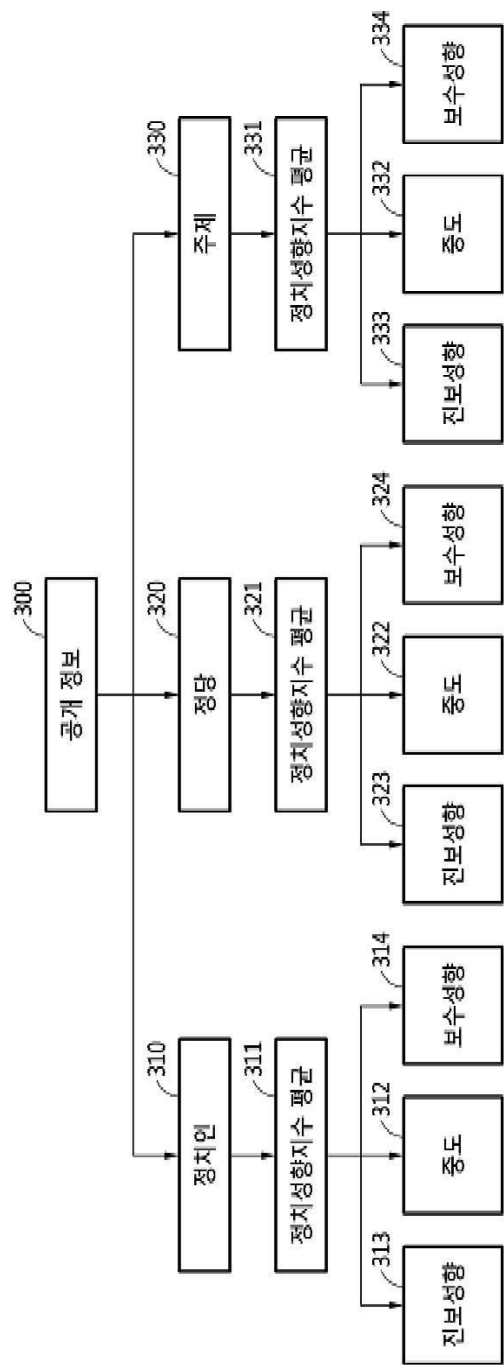 300
공개 정보
310
320
330
정치인
정당
주제
311
321
331
정치성향지수 평균
정치성향지수 평균
정치성향지수 평균
313
312
314
323
322
324
333
332
334
진보성향
중도
보수성향
진보성향
중도
보수성향
진보성향
중도
보수성향